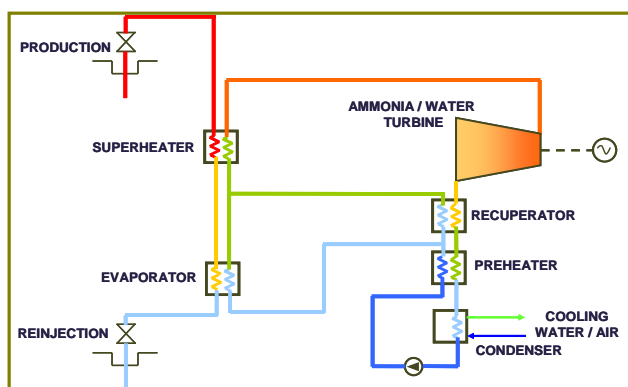 PRODUCTION
AMMONIA / WATER
TURBINE
SUPERHEATER
RECUPERATOR
EVAPORATOR
PREHEATER
REINJECTION
COOLING
WATER / AIR
CONDENSER